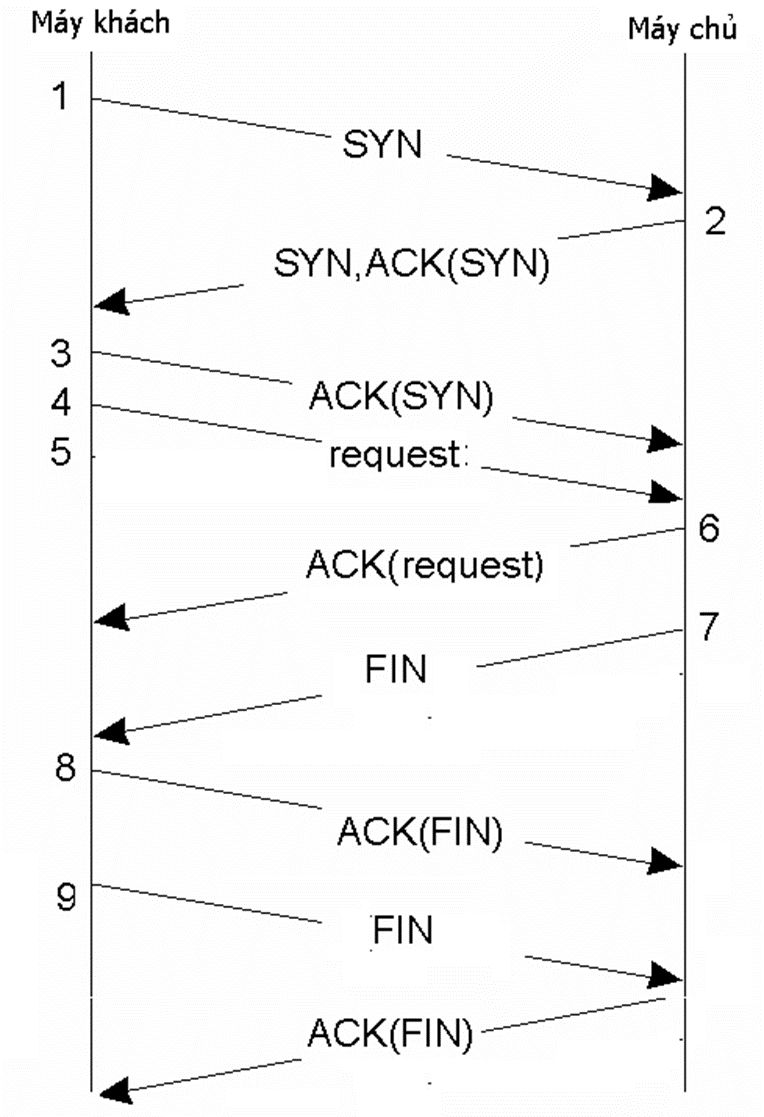 Máy khách
Máy chủ
1
SYN
2
SYN,ACK(SYN)
3
ACK(SYN)
4
request:
5
6
ACK(request)
7
FIN
8
ACK(FIN)
9
FIN
ACK(FIN)